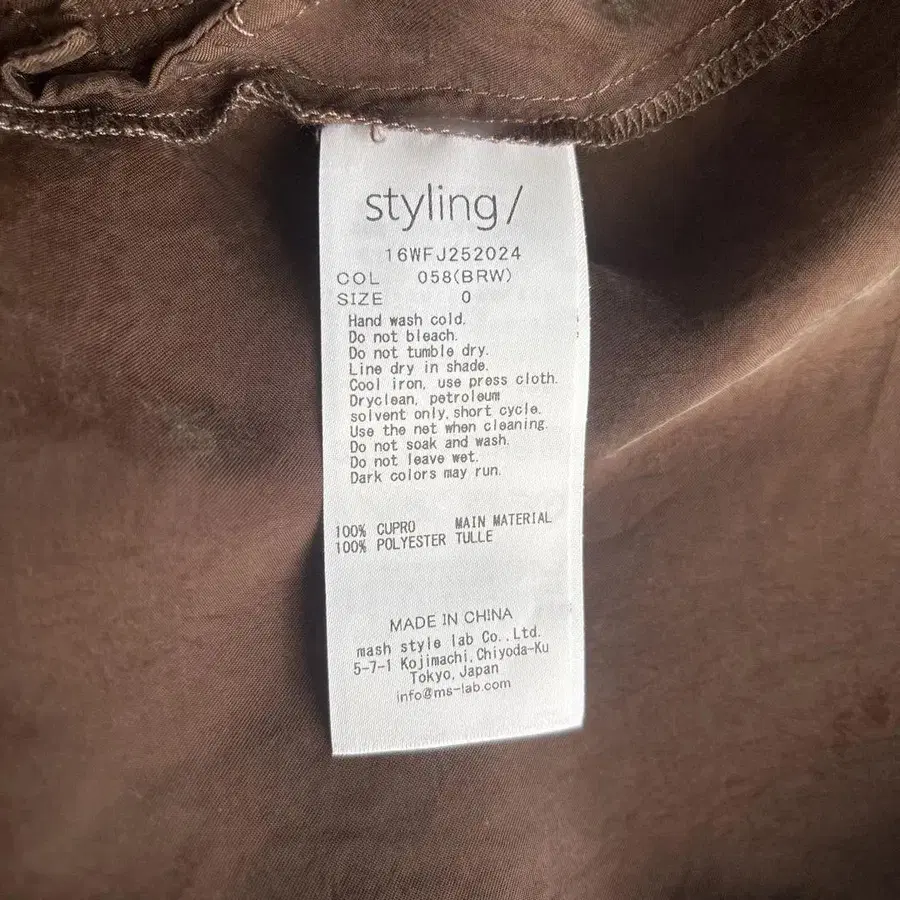 styling/
16WFJ252024
COL 058(BRW)
SIZE 0
Hand wash cold.
Do not bleach.
Do not tumble dry.
Line dry in shade.
Cool iron, use press cloth.
Dryclean, petroleum
solvent only, short cycle.
Use the net when cleaning.
Do not soak and wash.
Do not leave wet.
Dark colors may run.
100% CUPRO MAIN MATERIAL
100% POLYESTER TULLE
MADE IN CHINA
mash style lab Co., Ltd.
5-7-1 Kojimachi, Chiyoda-Ku
Tokyo, Japan
info@ms-lab.com